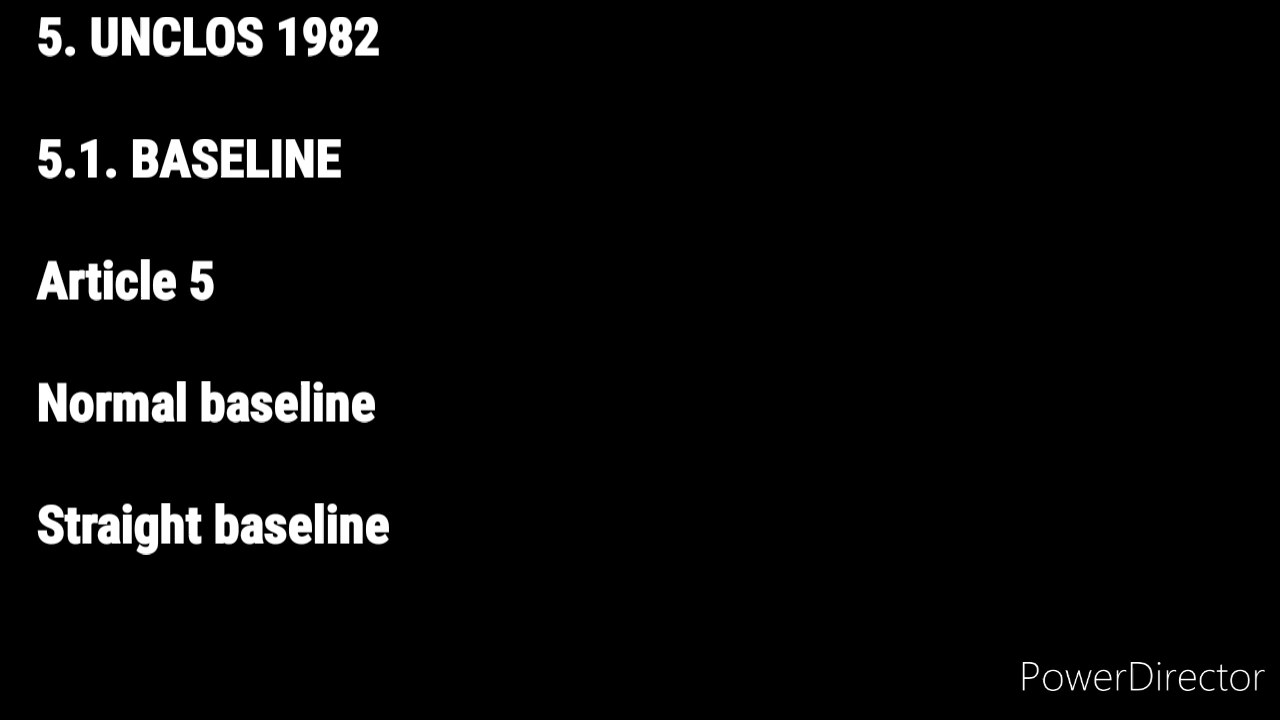 5. UNCLOS 1982
5.1. BASELINE
Article 5
Normal baseline
Straight baseline
PowerDirector